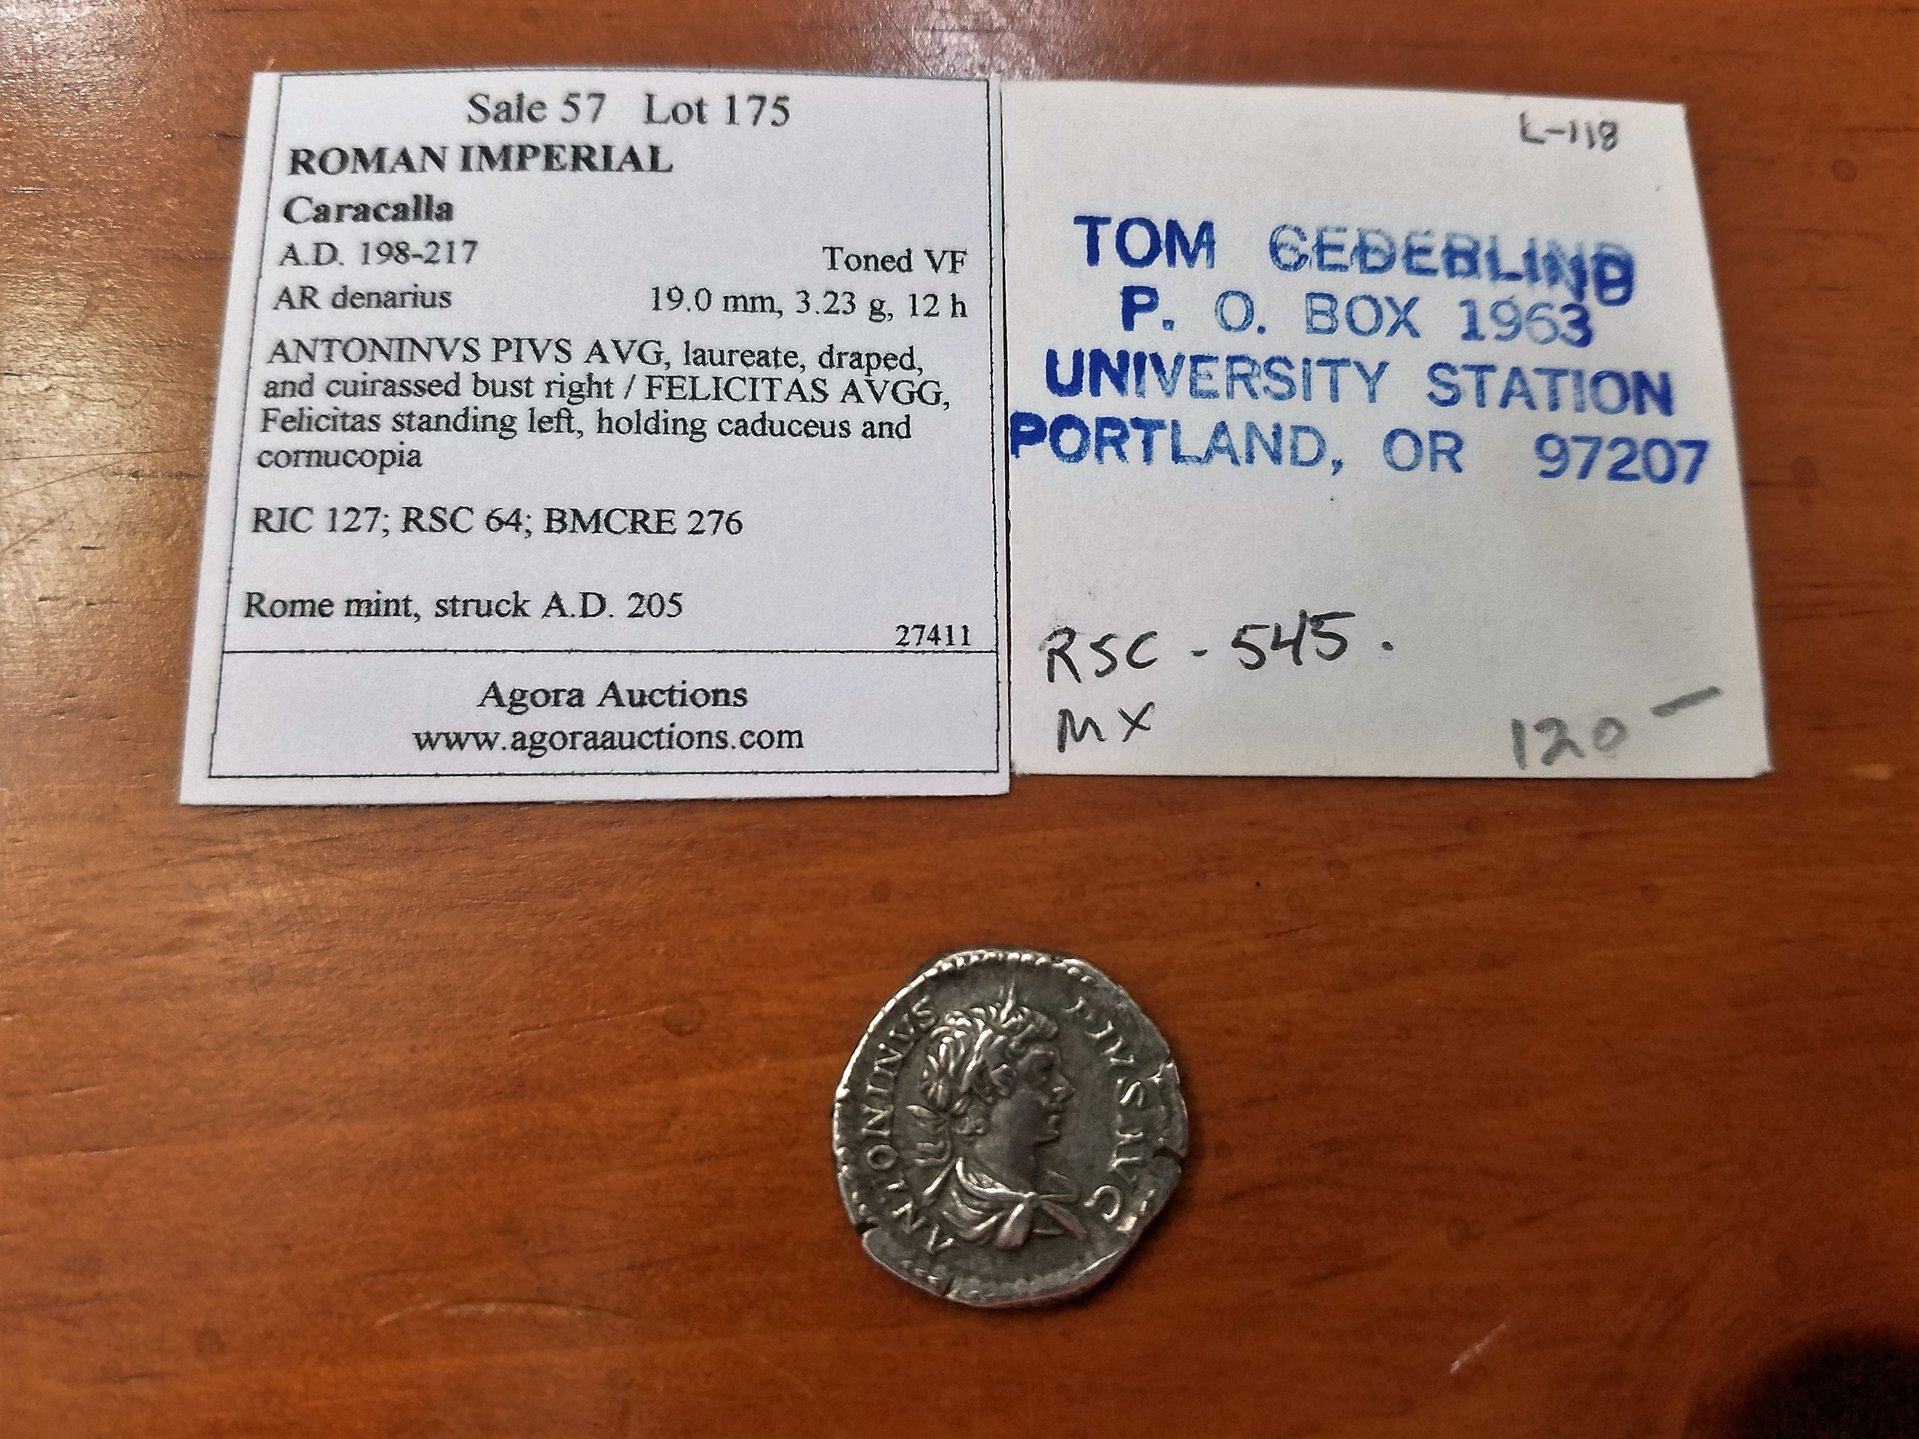 Sale 57 Lot 175
ROMAN IMPERIAL
Caracalla
A.D. 198-217 Toned VF
AR denarius 19.0 mm, 3.23 g, 12 h
ANTONINVS PIVS AVG, laureate, draped,
and cuirassed bust right / FELICITAS AVGG,
Felicitas standing left, holding caduceus and
cornucopia
RIC 127; RSC 64; BMCRE 276
Rome mint, struck A.D. 205
27411
Agora Auctions
www.agoraauctions.com
L-118
TOM CEDERLIND
P. O. BOX 1963
UNIVERSITY STATION
PORTLAND, OR 97207
RSC - 545.
MX
120 -
ANTONINVS PIVS AVG